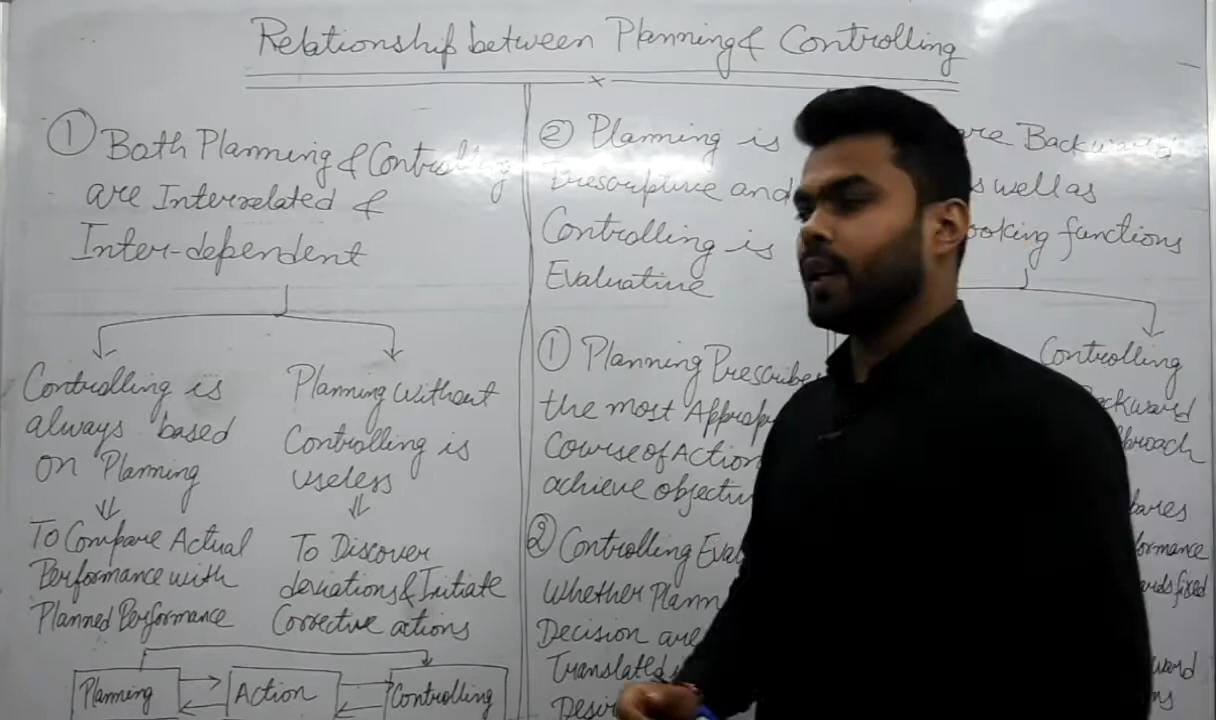 Relationship between Planning & Controlling
① Both Planning & Controlling
are Interrelated &
Inter-dependent
Controlling is
always based
on Planning
To Compare Actual
Performance with
Planned Performance
Planning without
Controlling is
useless
To Discover
deviations & Initiate
Corrective actions
Planning
Action
Controlling
② Planning is
Prescriptive and
Controlling is
Evaluative
① Planning Prescribes
the most
Course of Action
achieve
② Controlling
Whether
Decision are
Translated
are Backward
as well as
functions
Controlling
Backward